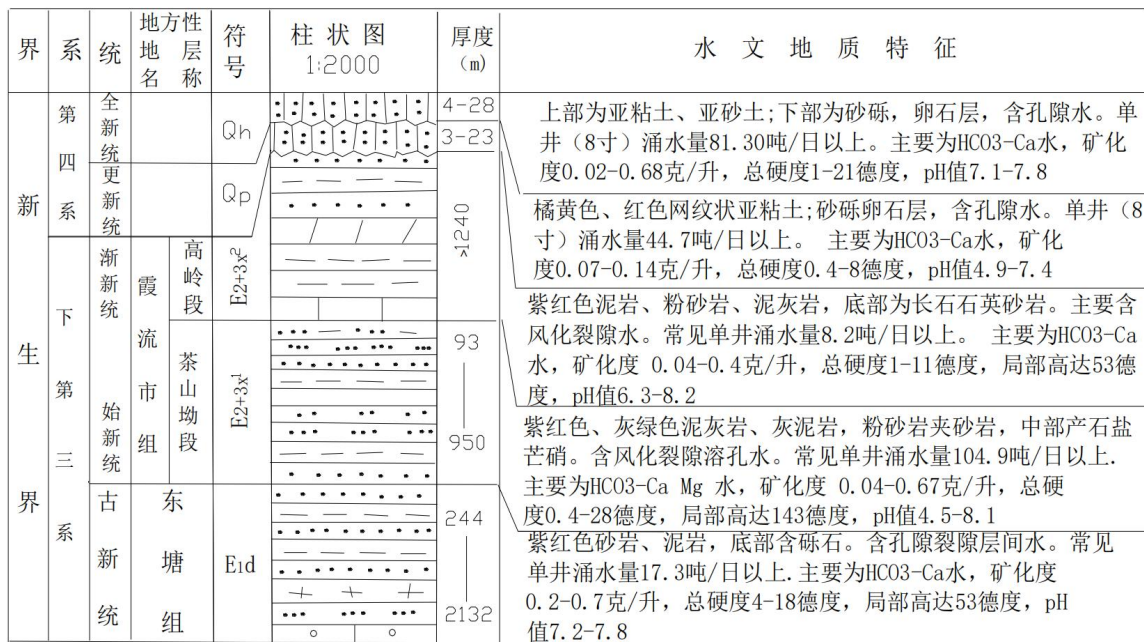 界 系 统 地方性地层名称 符号 柱状图 1:2000 厚度(m) 水文地质特征
新生界
第四系
全新统
Qh
4-28
上部为亚粘土、亚砂土;下部为砂砾，卵石层，含孔隙水。单
井（8寸）涌水量81.30吨/日以上。主要为HCO3-Ca水，矿化
度0.02-0.68克/升，总硬度1-21德度，pH值7.1-7.8
更新统
Qp
3-23
橘黄色、红色网纹状亚粘土;砂砾卵石层，含孔隙水。单井（8
寸）涌水量44.7吨/日以上。 主要为HCO3-Ca水，矿化
度0.07-0.14克/升，总硬度0.4-8德度，pH值4.9-7.4
下第三系
渐新统
始新统
霞流市组
高岭段
E2+3x²
>1240
紫红色泥岩、粉砂岩、泥灰岩，底部为长石石英砂岩。主要含
风化裂隙水。常见单井涌水量8.2吨/日以上。 主要为HCO3-Ca
水，矿化度 0.04-0.4克/升，总硬度1-11德度，局部高达53德
度，pH值6.3-8.2
茶山坳段
E2+3x¹
93
950
紫红色、灰绿色泥灰岩、灰泥岩，粉砂岩夹砂岩，中部产石盐
芒硝。含风化裂隙溶孔水。常见单井涌水量104.9吨/日以上.
主要为HCO3-Ca Mg 水，矿化度 0.04-0.67克/升，总硬
度0.4-28德度，局部高达143德度，pH值4.5-8.1
古新统
东塘组
E1d
244
2132
紫红色砂岩、泥岩，底部含砾石。含孔隙裂隙层间水。常见
单井涌水量17.3吨/日以上.主要为HCO3-Ca水，矿化度
0.2-0.7克/升，总硬度4-18德度，局部高达53德度，pH
值7.2-7.8